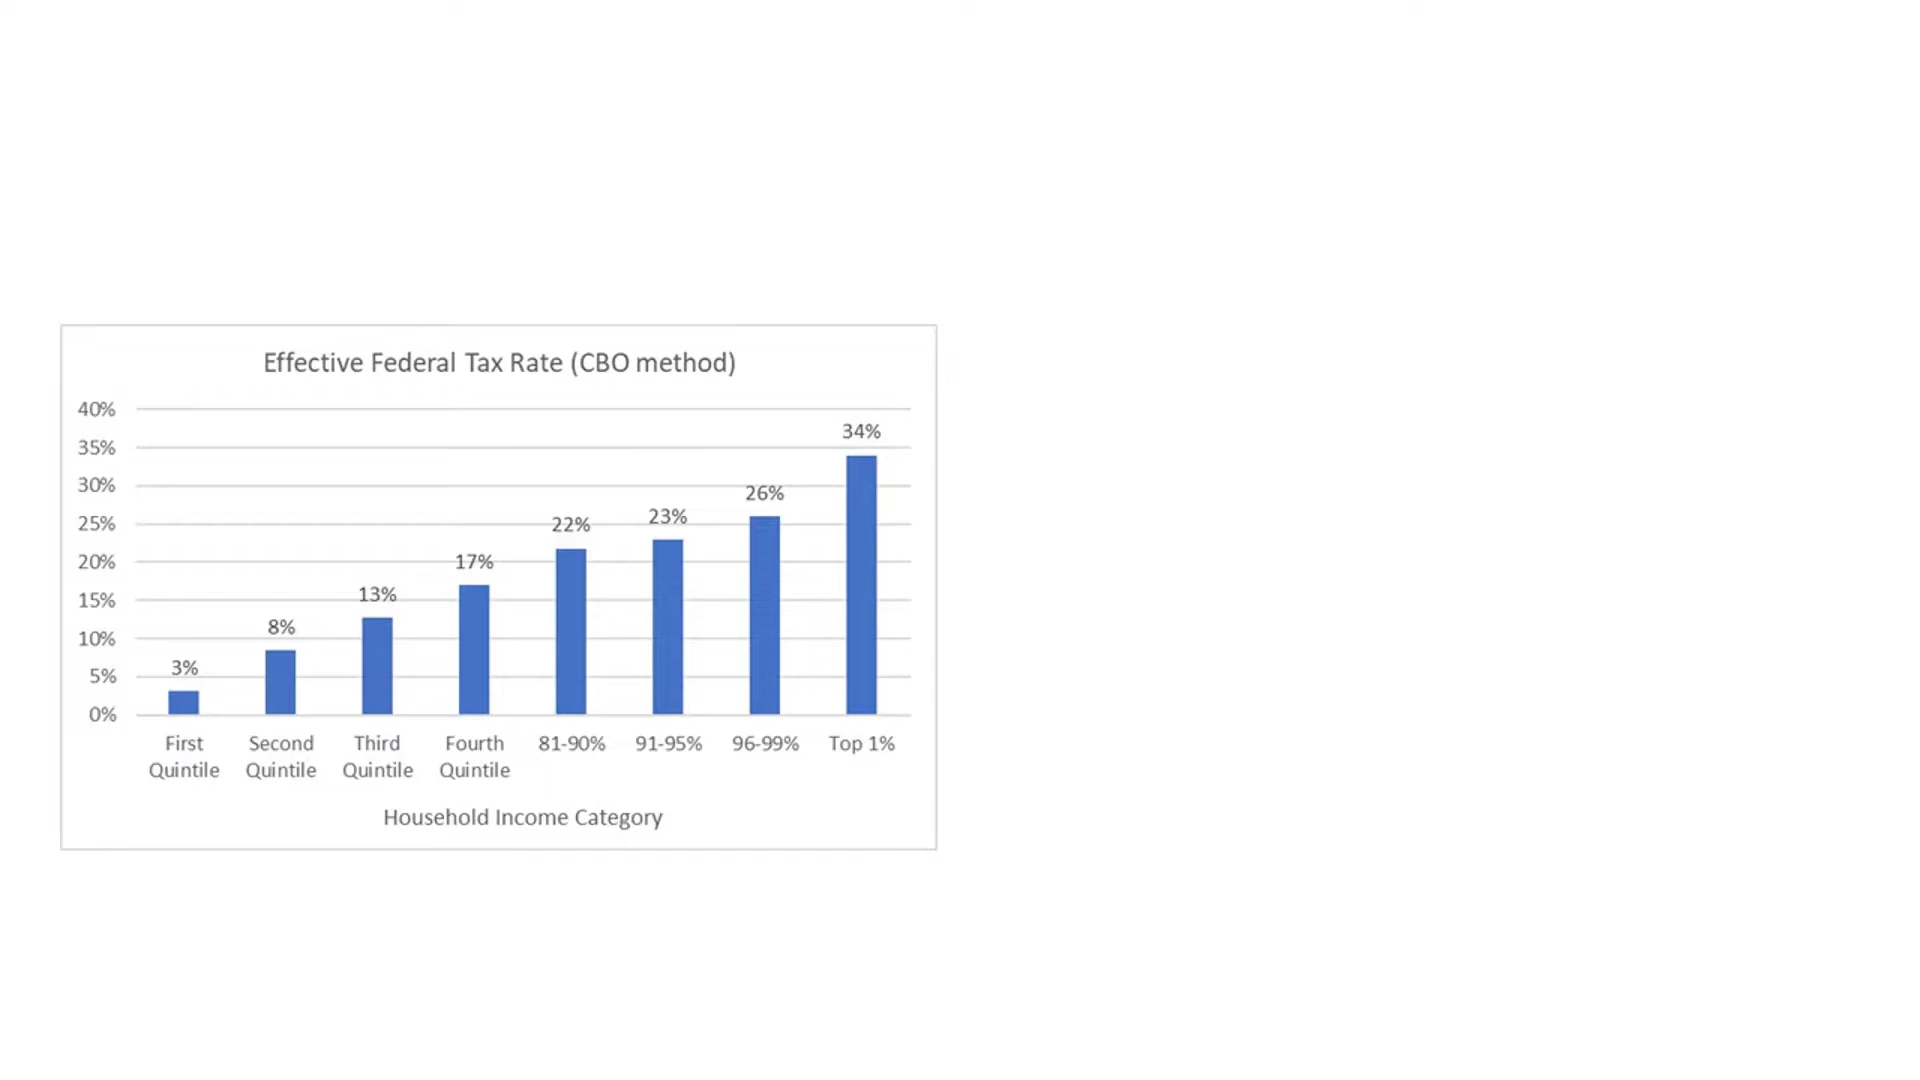 Effective Federal Tax Rate (CBO method)
40%
35%
30%
25%
20%
15%
10%
5%
0%
3%
8%
13%
17%
22%
23%
26%
34%
First Quintile
Second Quintile
Third Quintile
Fourth Quintile
81-90%
91-95%
96-99%
Top 1%
Household Income Category